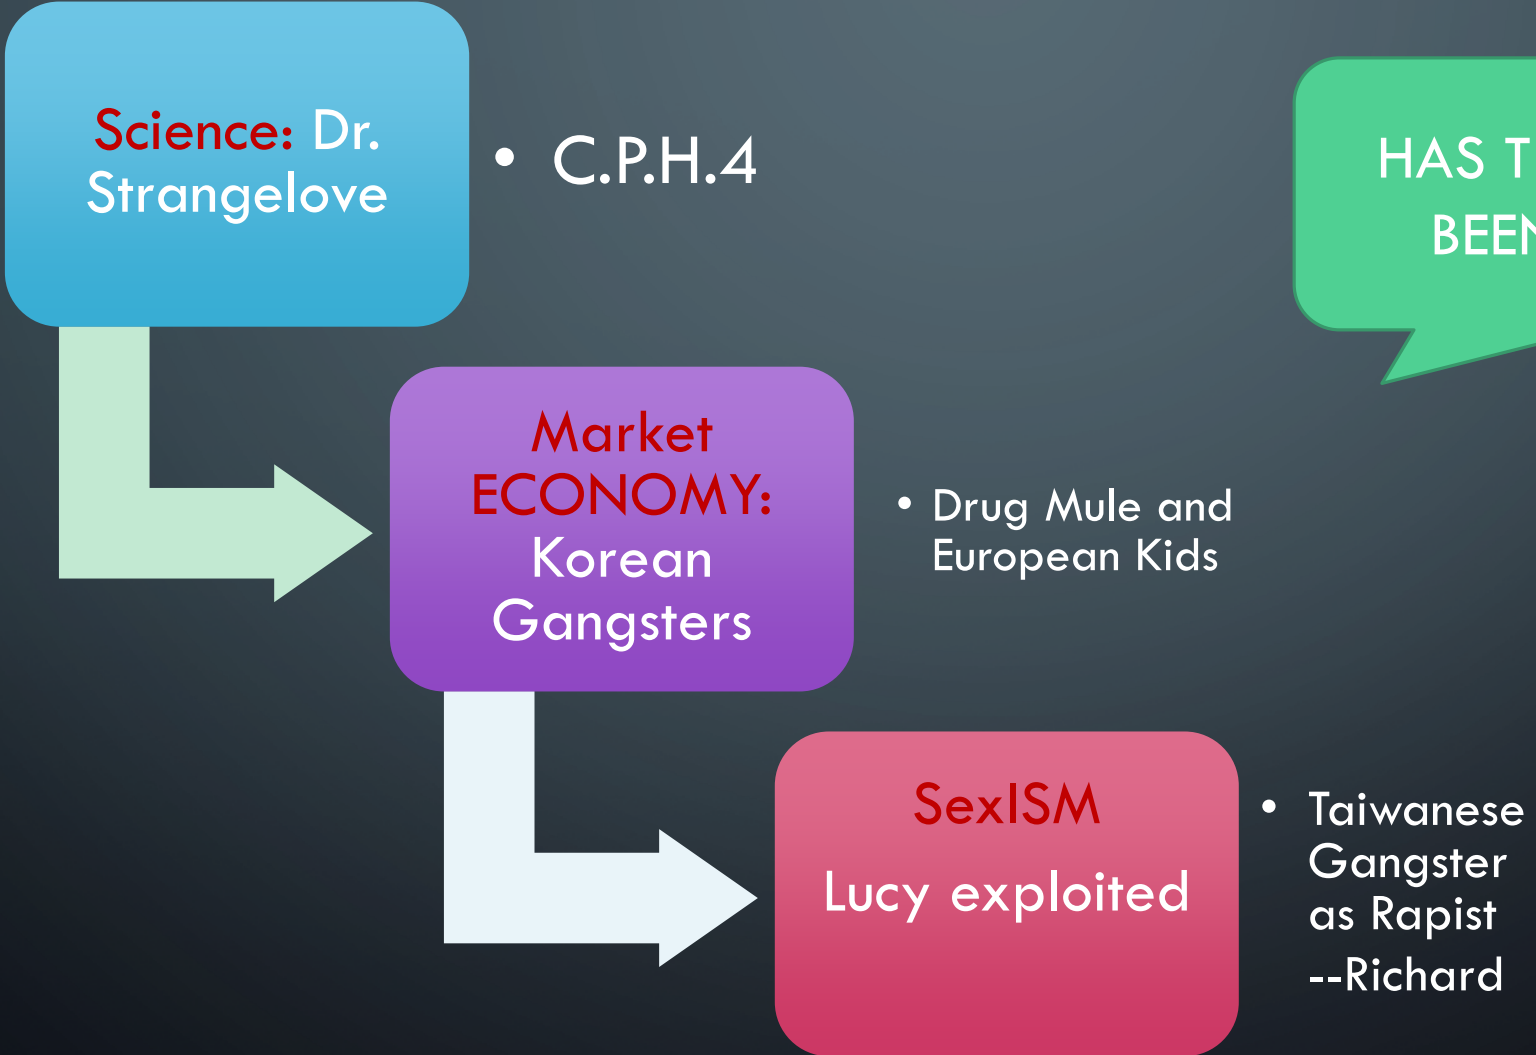 Science: Dr.
Strangelove
• C.P.H.4
HAS T
BEEN
Market
ECONOMY:
Korean
Gangsters
• Drug Mule and
European Kids
SexISM
Lucy exploited
• Taiwanese
Gangster
as Rapist
--Richard